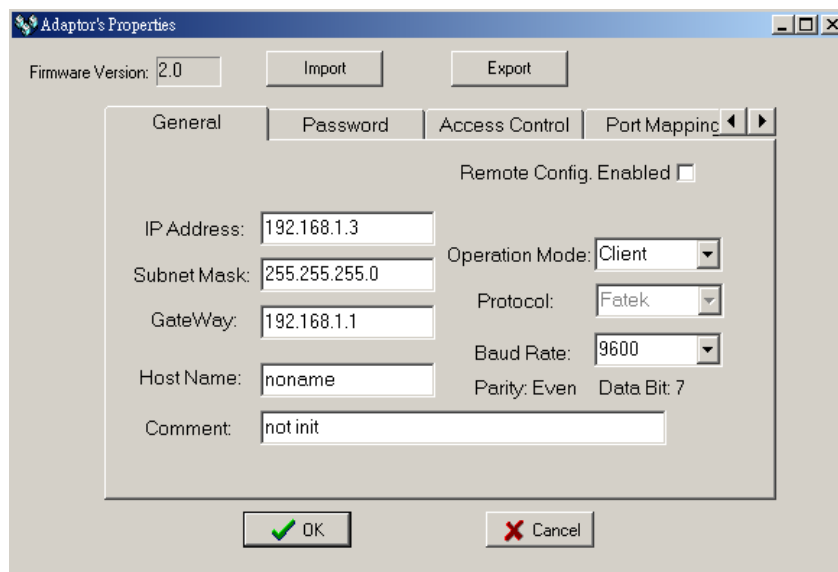 Adaptor's Properties
Firmware Version: 2.0 Import Export
General Password Access Control Port Mapping
Remote Config. Enabled
IP Address: 192.168.1.3
Operation Mode: Client
Subnet Mask: 255.255.255.0
Protocol: Fatek
GateWay: 192.168.1.1
Baud Rate: 9600
Host Name: noname
Parity: Even Data Bit: 7
Comment: not init
OK Cancel